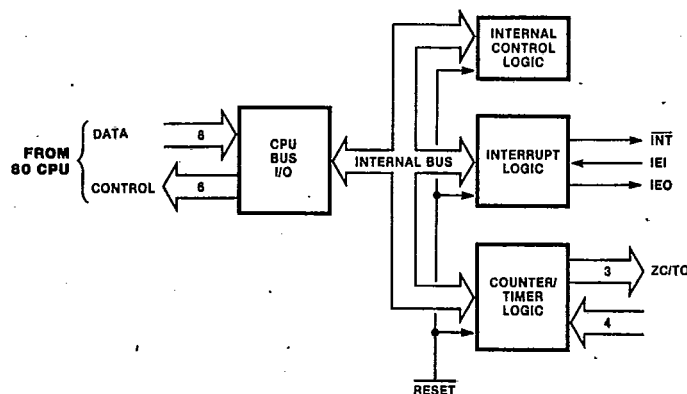 INTERNAL
CONTROL
LOGIC
FROM
80 CPU
DATA
8
CONTROL
6
CPU
BUS
I/O
INTERNAL BUS
INTERRUPT
LOGIC
INT
IEI
IEO
COUNTER/
TIMER
LOGIC
3
ZC/TO
4
RESET